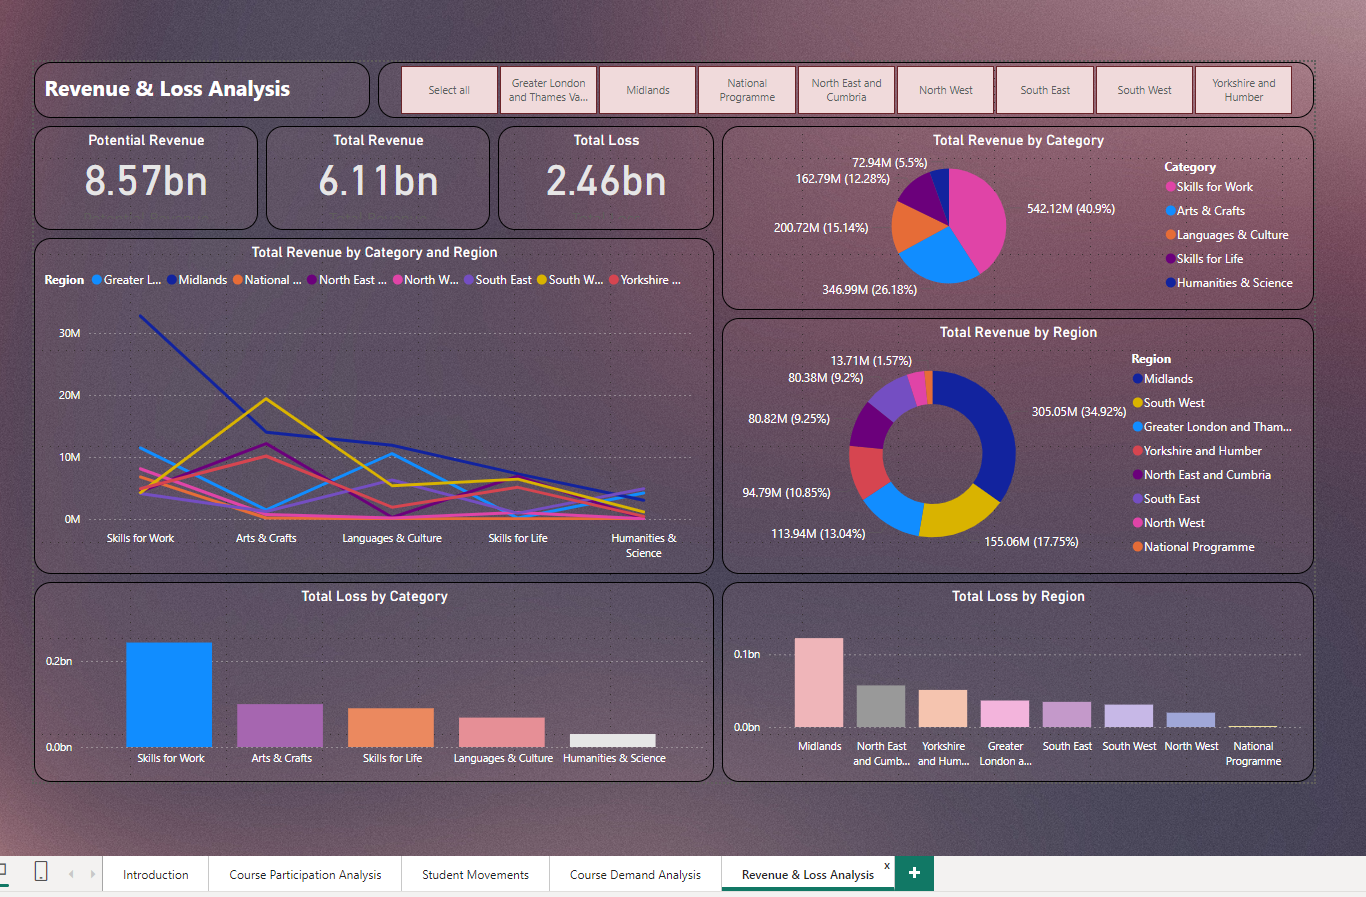 Revenue & Loss Analysis
Select all
Greater London
and Thames Va...
Midlands
National
Programme
North East and
Cumbria
North West
South East
South West
Yorkshire and
Humber
Potential Revenue
8.57bn
Total Revenue
6.11bn
Total Loss
2.46bn
Total Revenue by Category
72.94M (5.5%)
162.79M (12.28%)
200.72M (15.14%)
346.99M (26.18%)
542.12M (40.9%)
Category
Skills for Work
Arts & Crafts
Languages & Culture
Skills for Life
Humanities & Science
Total Revenue by Category and Region
Region Greater L... Midlands National ... North East ... North W... South East South W... Yorkshire ...
30M
20M
10M
0M
Skills for Work
Arts & Crafts
Languages & Culture
Skills for Life
Humanities &
Science
Total Revenue by Region
13.71M (1.57%)
80.38M (9.2%)
80.82M (9.25%)
94.79M (10.85%)
113.94M (13.04%)
155.06M (17.75%)
305.05M (34.92%)
Region
Midlands
South West
Greater London and Tham...
Yorkshire and Humber
North East and Cumbria
South East
North West
National Programme
Total Loss by Category
0.2bn
0.0bn
Skills for Work
Arts & Crafts
Skills for Life
Languages & Culture
Humanities & Science
Total Loss by Region
0.1bn
0.0bn
Midlands
North East
and Cumb...
Yorkshire
and Hum...
Greater
London a...
South East
South West
North West
National
Programme
Introduction
Course Participation Analysis
Student Movements
Course Demand Analysis
Revenue & Loss Analysis
x
+